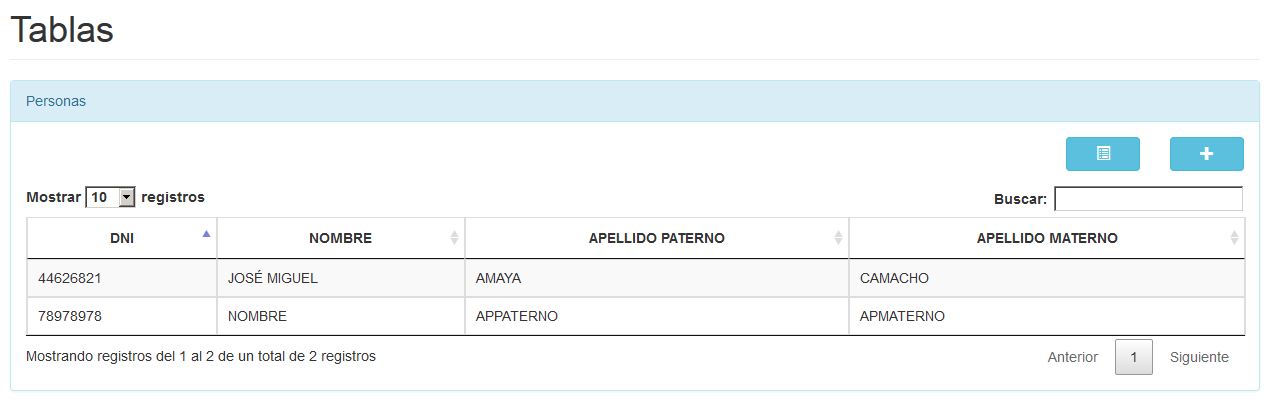 Tablas
Personas
Mostrar 10 registros Buscar:
DNI NOMBRE APELLIDO PATERNO APELLIDO MATERNO
44626821 JOSÉ MIGUEL AMAYA CAMACHO
78978978 NOMBRE APPATERNO APMATERNO
Mostrando registros del 1 al 2 de un total de 2 registros Anterior 1 Siguiente